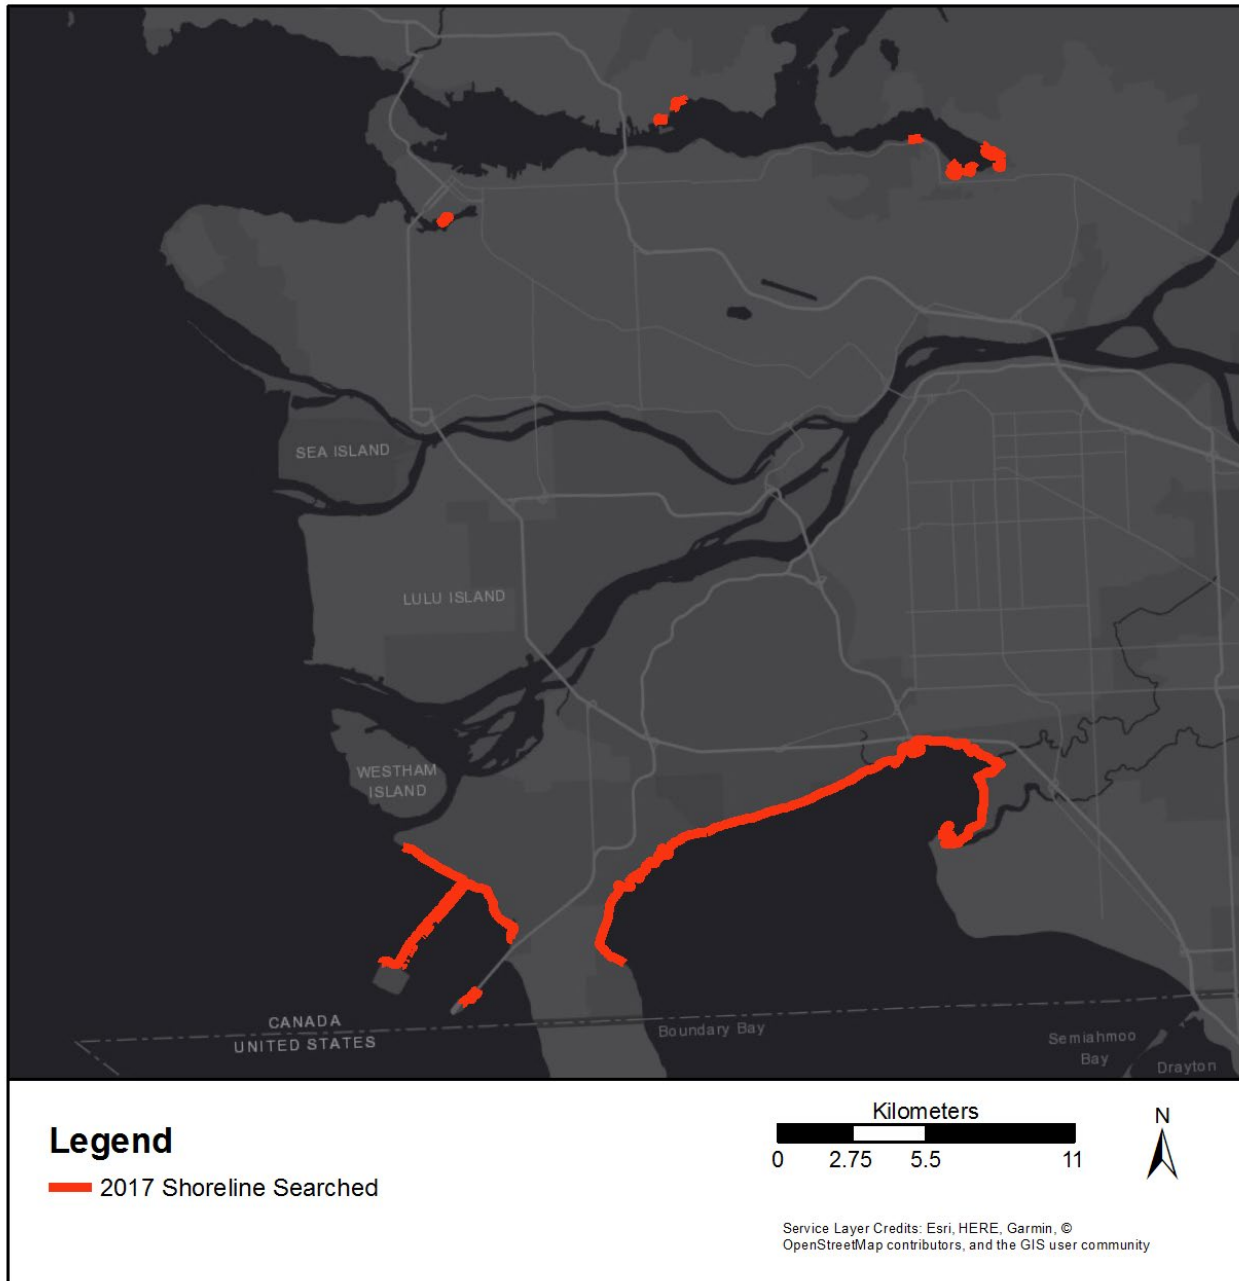 SEA ISLAND
LULU ISLAND
WESTHAM
ISLAND
CANADA
UNITED STATES
Boundary Bay
Semiahmoo
Bay
Drayton
Legend
2017 Shoreline Searched
Kilometers
0 2.75 5.5 11
N
Service Layer Credits: Esri, HERE, Garmin, ©
OpenStreetMap contributors, and the GIS user community